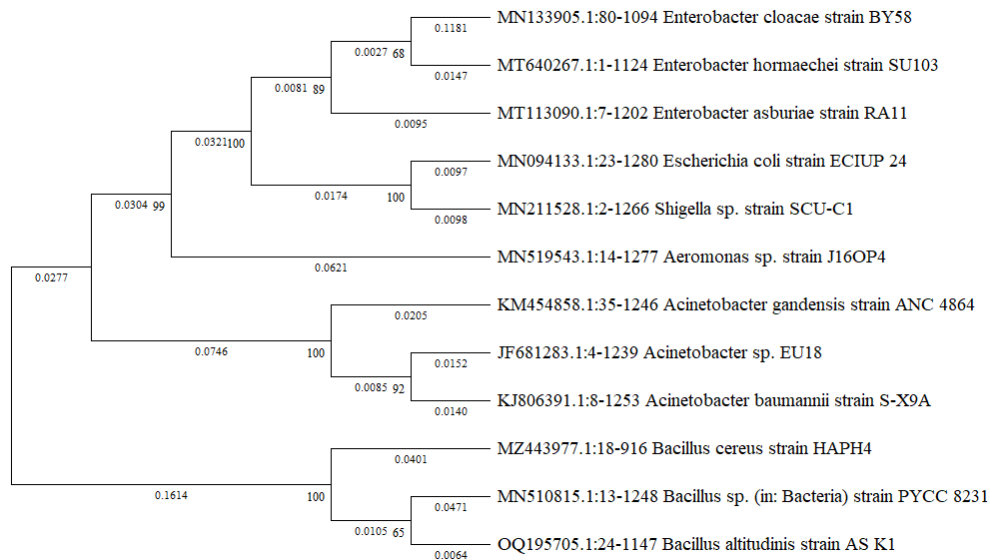 MN133905.1:80-1094 Enterobacter cloacae strain BY58
0.1181
0.0027 68
MT640267.1:1-1124 Enterobacter hormaechei strain SU103
0.0147
0.0081 89
MT113090.1:7-1202 Enterobacter asburiae strain RA11
0.0095
0.0321 100
MN094133.1:23-1280 Escherichia coli strain ECIUP 24
0.0097
0.0174 100
MN211528.1:2-1266 Shigella sp. strain SCU-C1
0.0098
0.0304 99
MN519543.1:14-1277 Aeromonas sp. strain J16OP4
0.0621
0.0277
KM454858.1:35-1246 Acinetobacter gandensis strain ANC 4864
0.0205
0.0746 100
JF681283.1:4-1239 Acinetobacter sp. EU18
0.0152
0.0085 92
KJ806391.1:8-1253 Acinetobacter baumannii strain S-X9A
0.0140
MZ443977.1:18-916 Bacillus cereus strain HAPH4
0.0401
0.1614 100
MN510815.1:13-1248 Bacillus sp. (in: Bacteria) strain PYCC 8231
0.0471
0.0105 65
OQ195705.1:24-1147 Bacillus altitudinis strain AS K1
0.0064